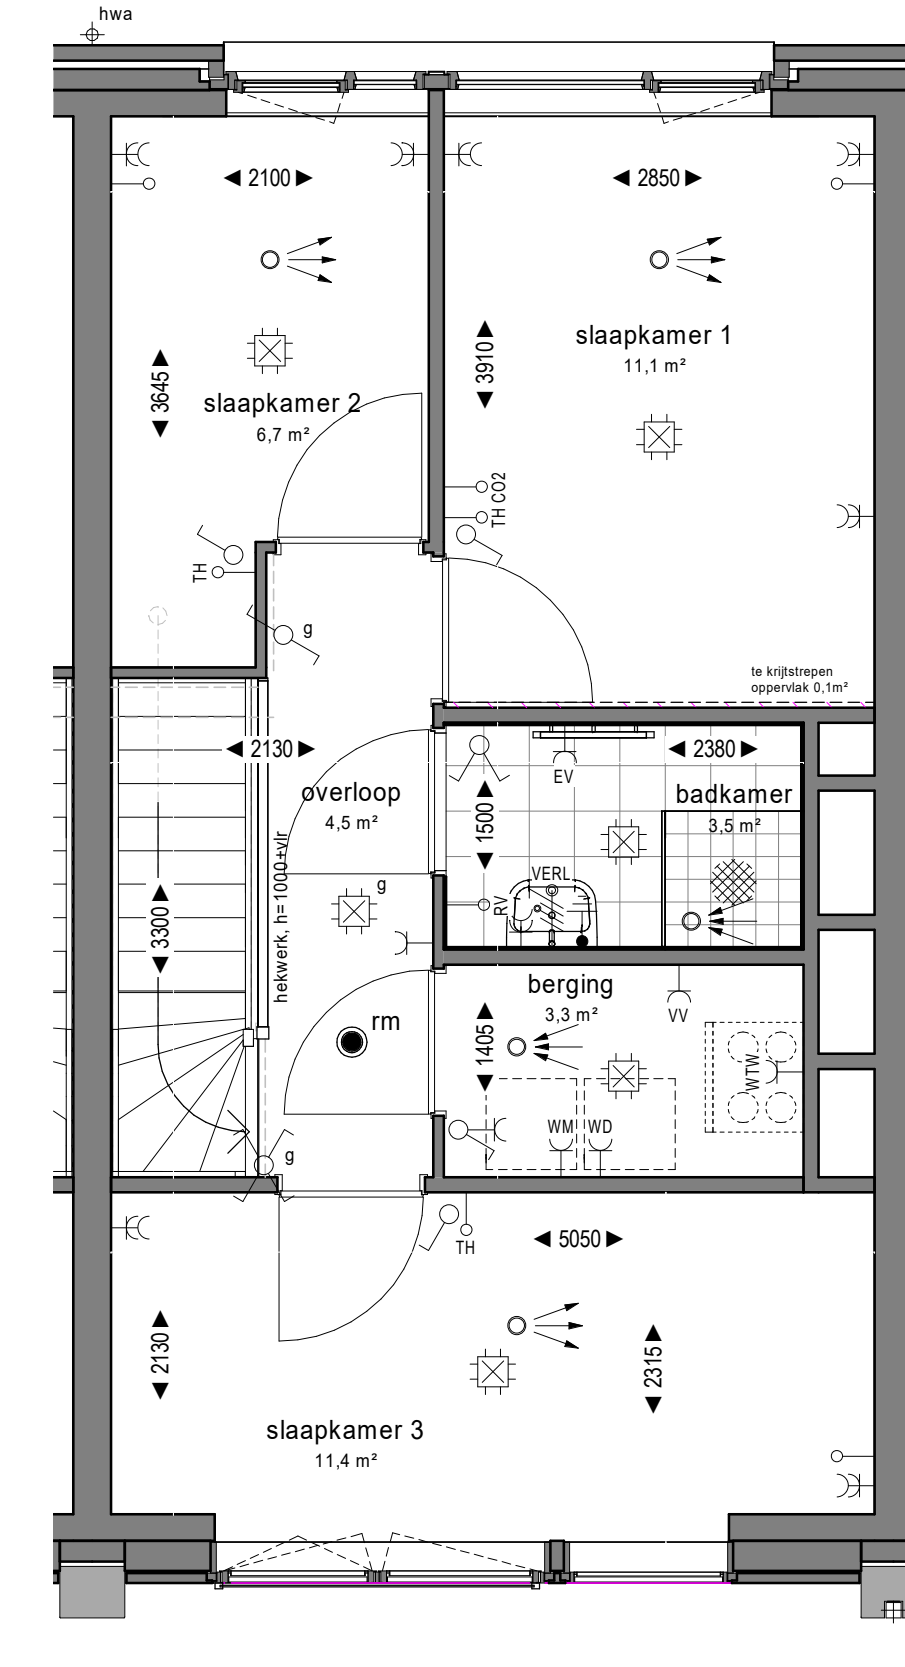 hwa
2100
2850
slaapkamer 1
11,1 m²
3910
3645
slaapkamer 2
6,7 m²
TH CO2
TH
g
te krijtstrepen
oppervlak 0,1m²
2130
2380
EV
overloop
4,5 m²
1500
badkamer
3,5 m²
hekwerk, h=1000+vlr
VERL.
RV
g
3300
berging
3,3 m²
VV
rm
1405
WTW
WM
WD
g
TH
5050
2130
2315
slaapkamer 3
11,4 m²